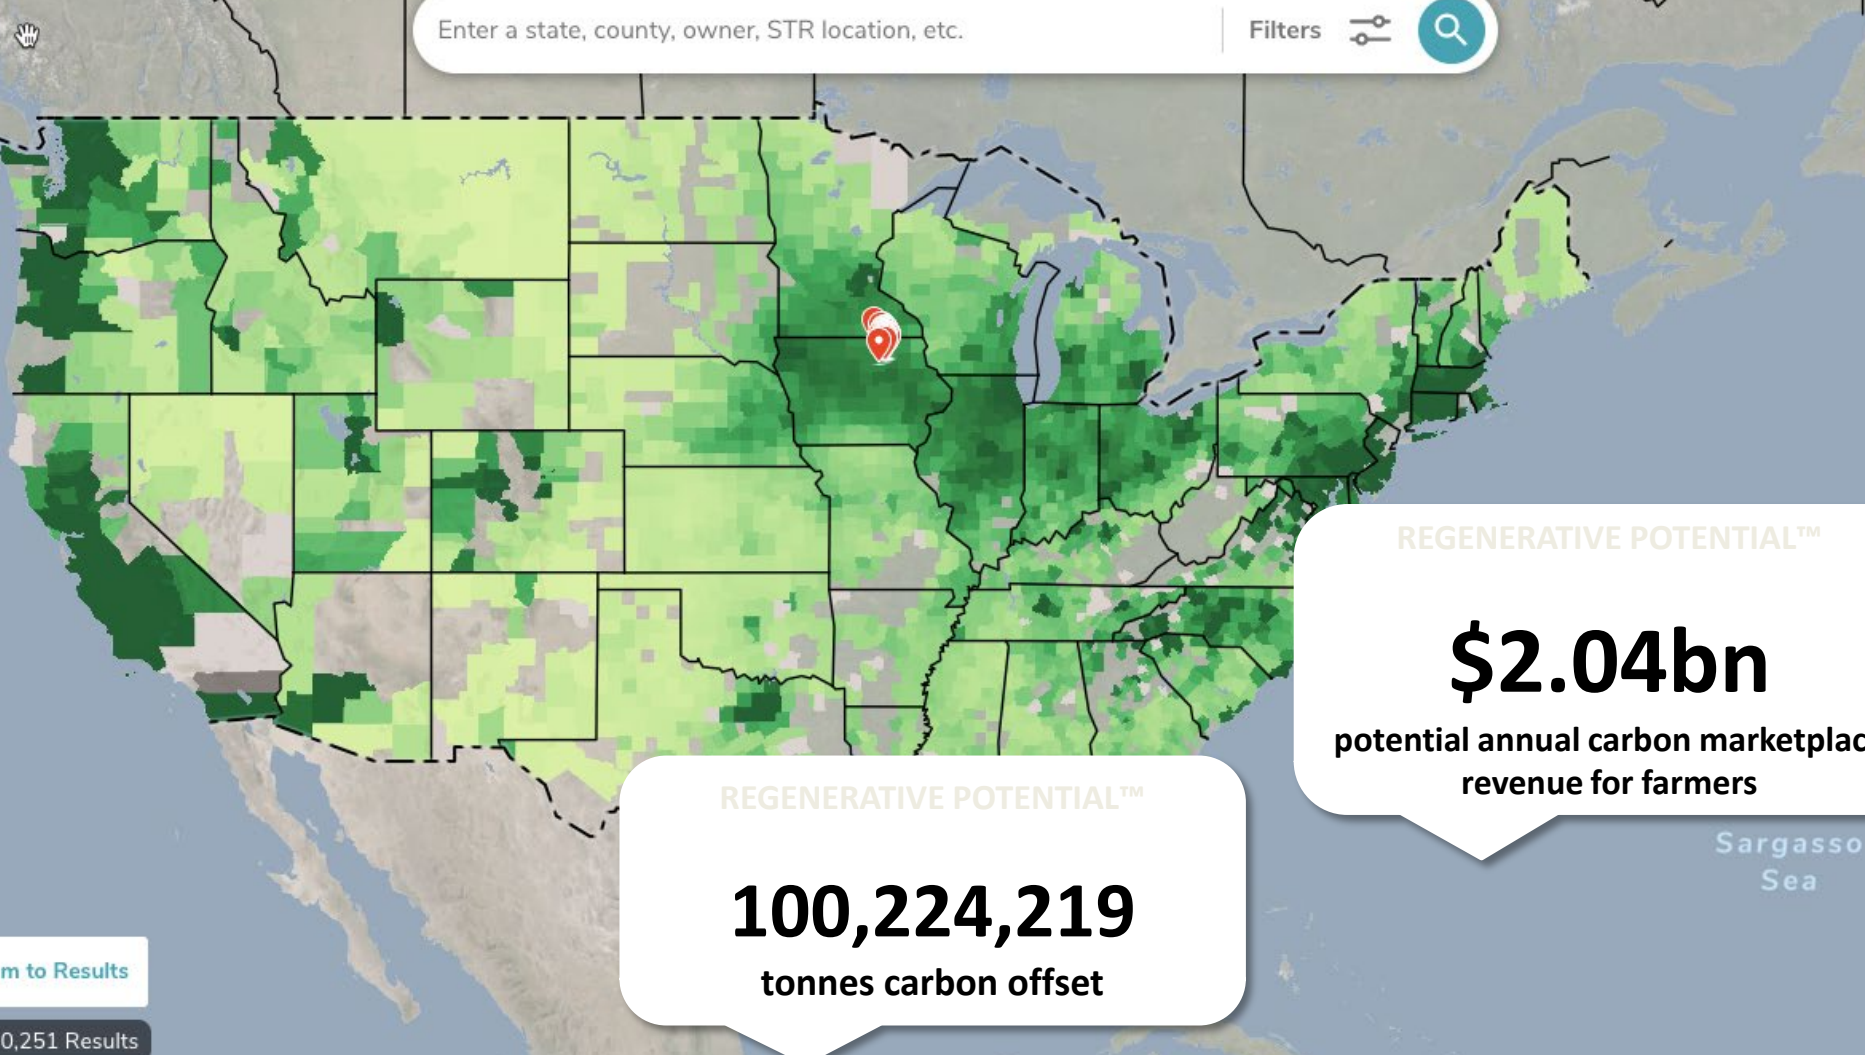 Enter a state, county, owner, STR location, etc.
Filters
REGENERATIVE POTENTIAL™
$2.04bn
potential annual carbon marketplac
revenue for farmers
REGENERATIVE POTENTIAL™
100,224,219
tonnes carbon offset
Sargasso
Sea
m to Results
0,251 Results